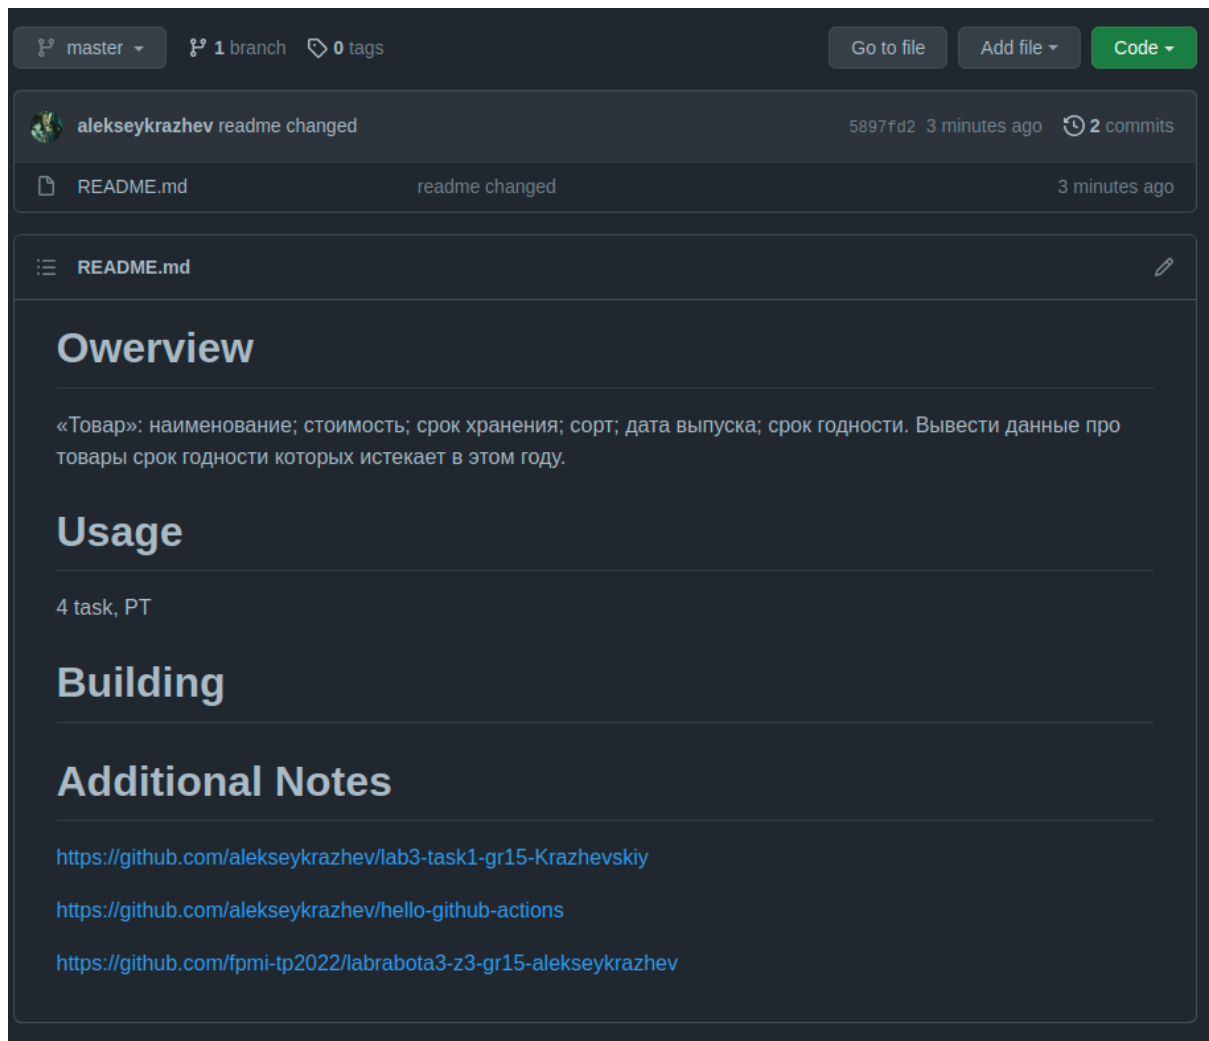 master 1 branch 0 tags Go to file Add file Code
alekseykrazhev readme changed 5897fd2 3 minutes ago 2 commits
README.md readme changed 3 minutes ago
README.md
Owerview
«Товар»: наименование; стоимость; срок хранения; сорт; дата выпуска; срок годности. Вывести данные про
товары срок годности которых истекает в этом году.
Usage
4 task, PT
Building
Additional Notes
https://github.com/alekseykrazhev/lab3-task1-gr15-Krazhevskiy
https://github.com/alekseykrazhev/hello-github-actions
https://github.com/fpmi-tp2022/labrabota3-z3-gr15-alekseykrazhev